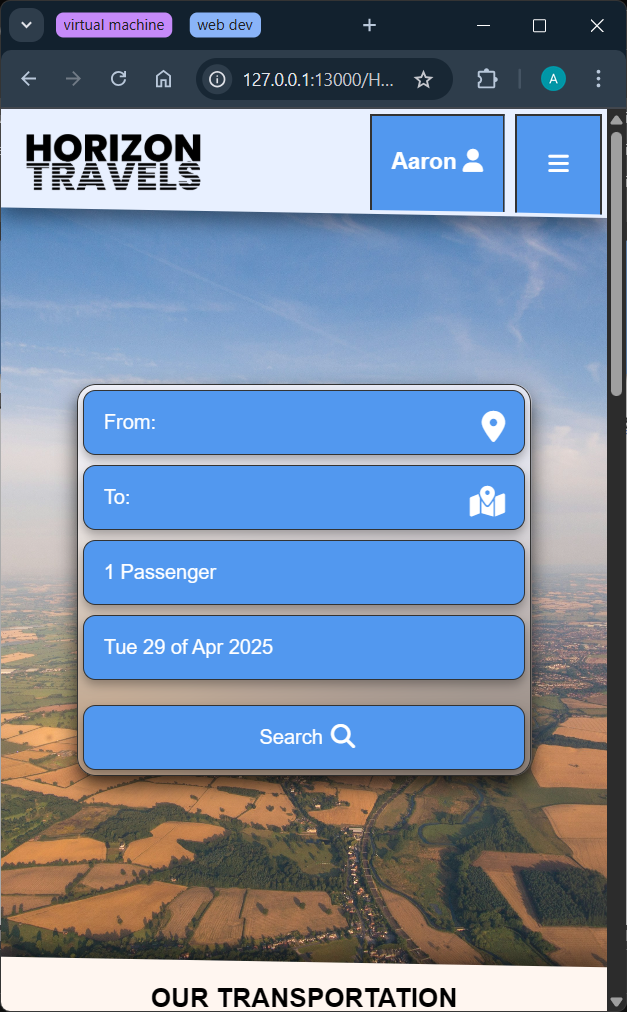 virtual machine
web dev
127.0.0.1:13000/H...
A
HORIZON
TRAVELS
Aaron
From:
To:
1 Passenger
Tue 29 of Apr 2025
Search
OUR TRANSPORTATION